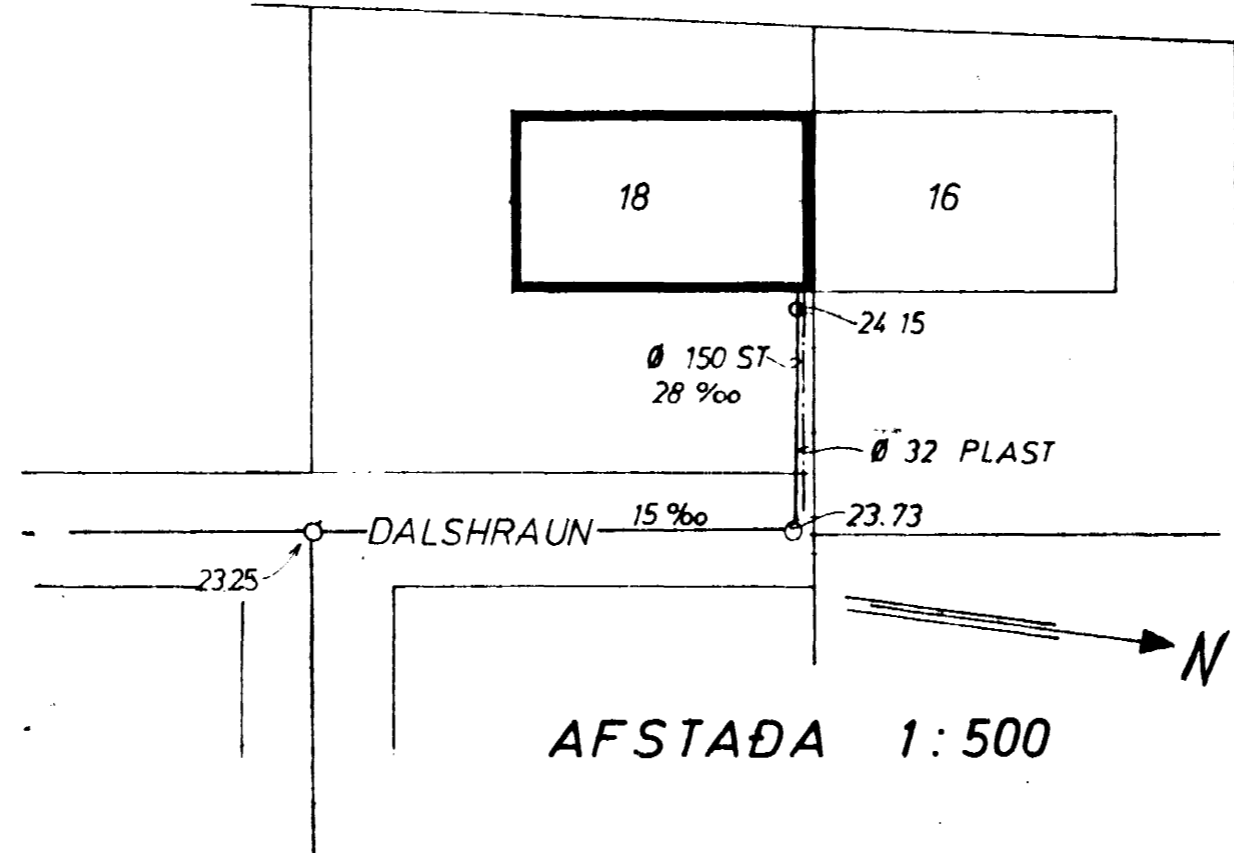 18
16
24 15
Ø 150 ST
28 ‰
Ø 32 PLAST
DALSHRAUN
15 ‰
23.73
23.25
N
AFSTAÐA 1:500